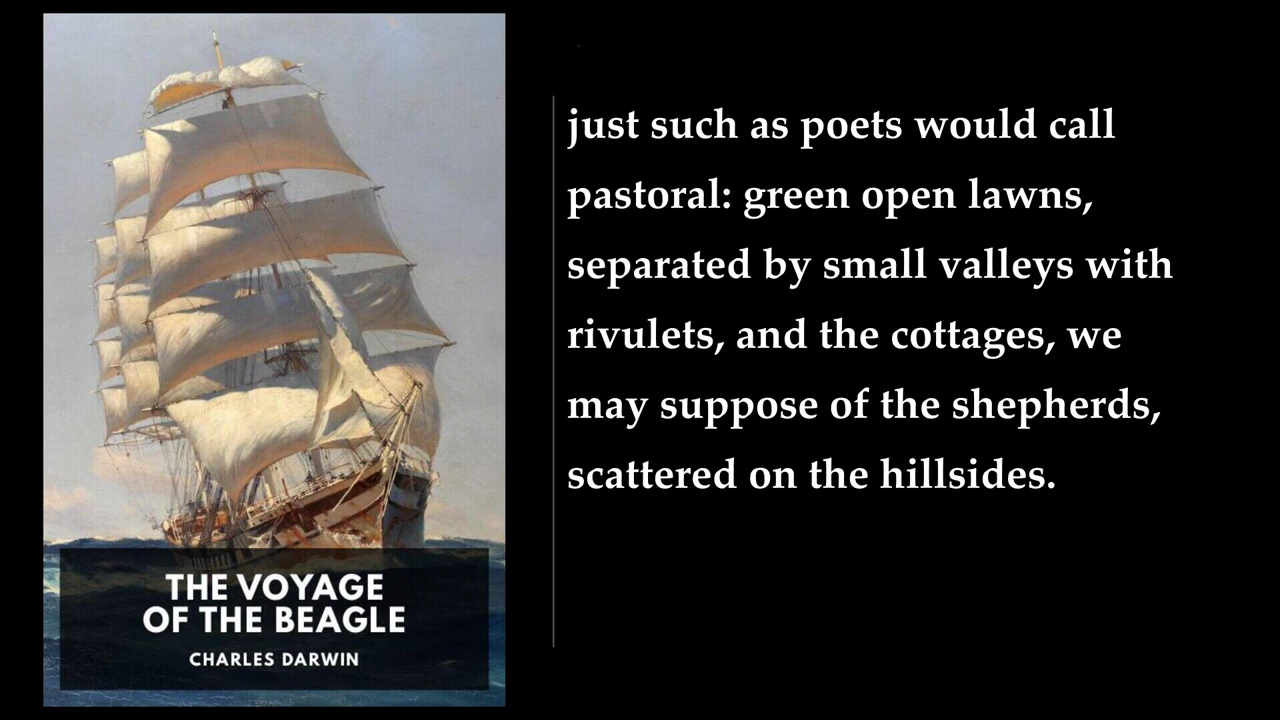 THE VOYAGE
OF THE BEAGLE
CHARLES DARWIN
just such as poets would call
pastoral: green open lawns,
separated by small valleys with
rivulets, and the cottages, we
may suppose of the shepherds,
scattered on the hillsides.